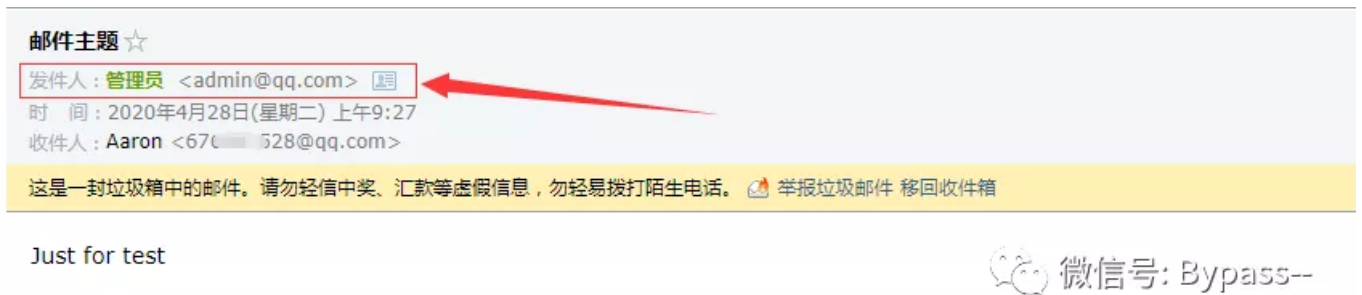 邮件主题
发件人：管理员 <admin@qq.com>
时 间：2020年4月28日(星期二) 上午9:27
收件人：Aaron
这是一封垃圾箱中的邮件。请勿轻信中奖、汇款等虚假信息，勿轻易拨打陌生电话。 举报垃圾邮件 移回收件箱
Just for test
微信号: Bypass--